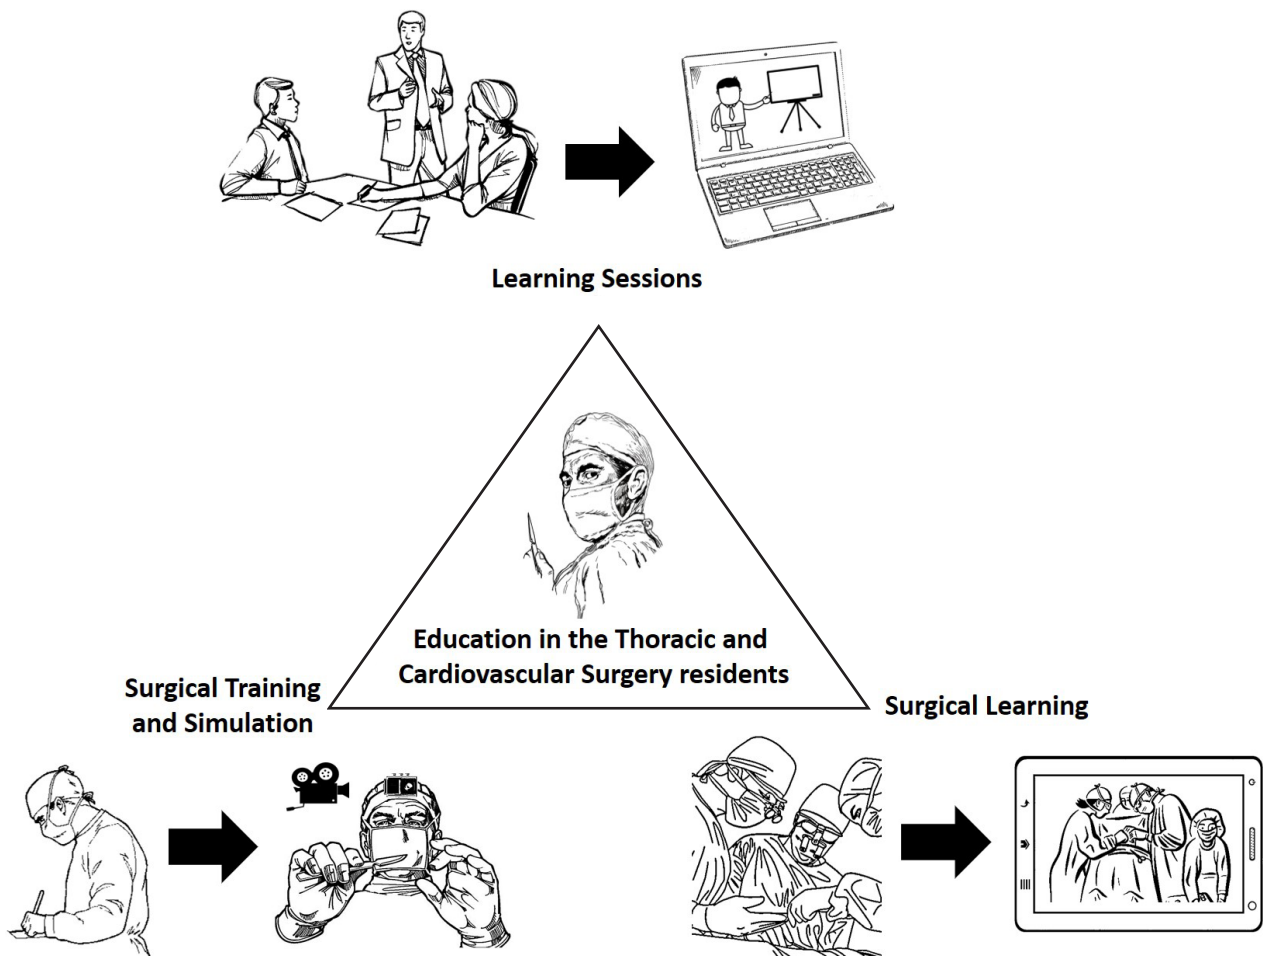 Learning Sessions
Education in the Thoracic and
Cardiovascular Surgery residents
Surgical Training
and Simulation
Surgical Learning